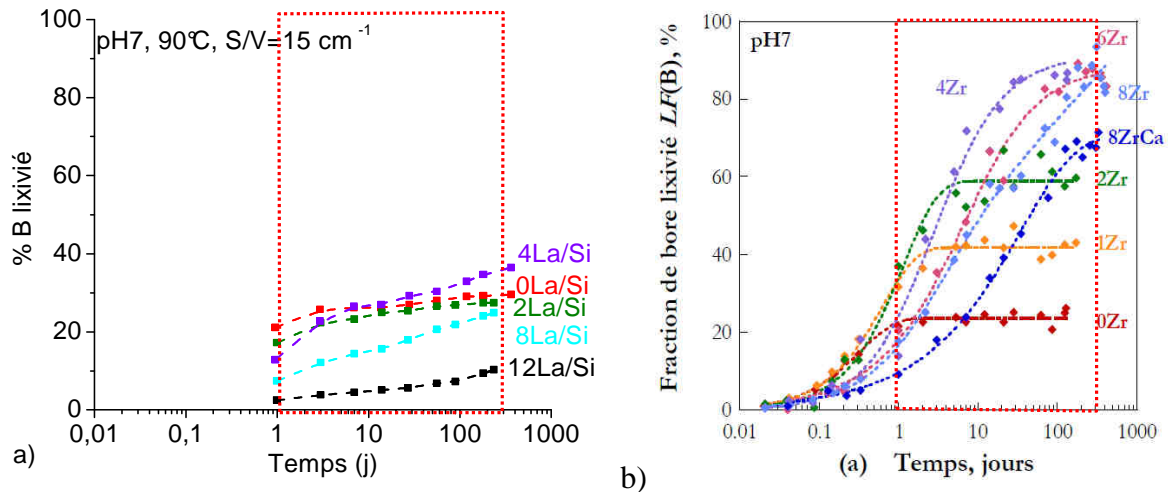 pH7, 90°C, S/V=15 cm-1
% B lixivié
100
80
60
40
20
0
4La/Si
0La/Si
2La/Si
8La/Si
12La/Si
0,01 0,1 1 10 100 1000
Temps (j)
a)
pH7
Fraction de bore lixivié LF(B), %
100
80
60
40
20
0
6Zr
4Zr
8Zr
8ZrCa
2Zr
1Zr
0Zr
0.01 0.1 1 10 100 1000
(a) Temps, jours
b)